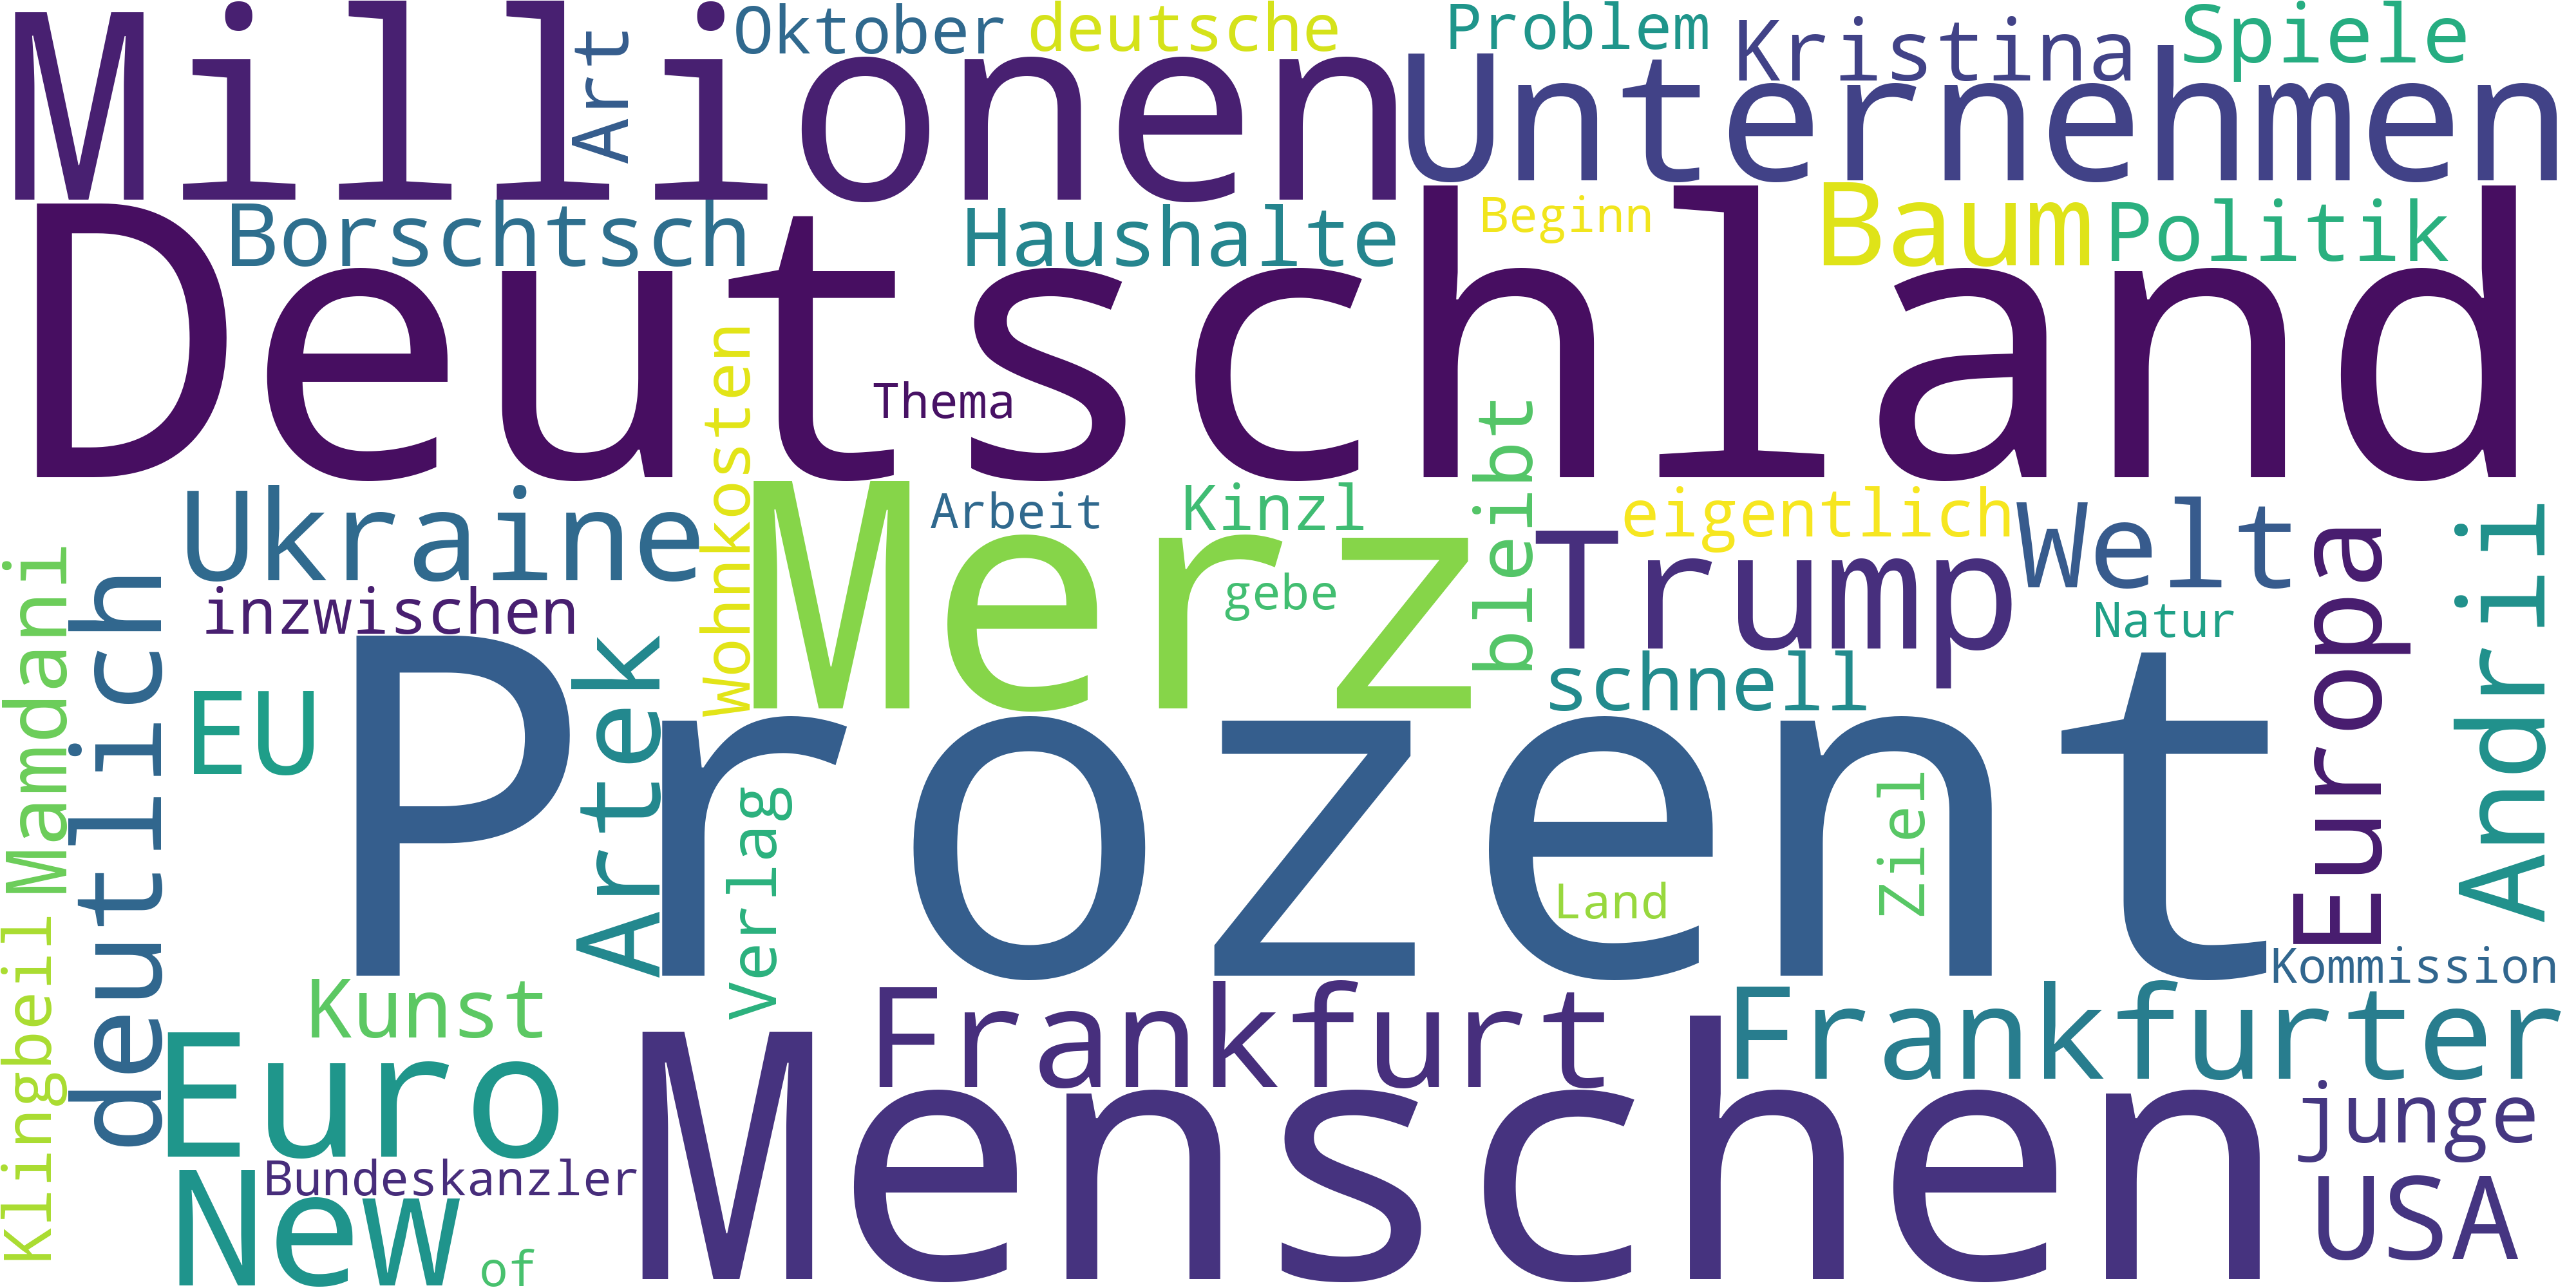 Millionen
Art
Oktober
deutsche
Problem
Kristina
Spiele
Unternehmen
Borschtsch
Haushalte
Beginn
Baum
Politik
Deutschland
Thema
Wohnkosten
bleibt
Ukraine
Merz
Arbeit
Kinzl
eigentlich
Trump
Welt
Europa
Andrii
Mamdani
deutlich
inzwischen
gebe
Natur
schnell
EU
Artek
Prozent
Verlag
Ziel
Land
Klingbeil
Kommission
Kunst
Frankfurt
Frankfurter
Euro
Menschen
junge
Bundeskanzler
New
USA
of